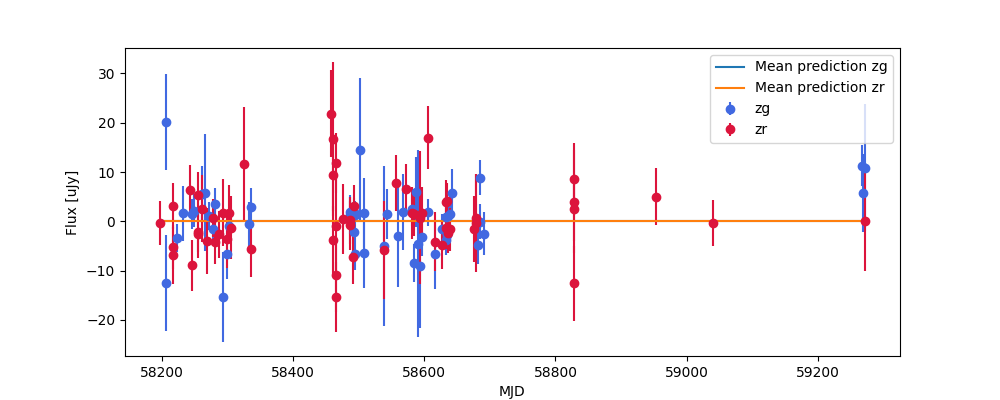 Flux [uJy]
30
20
10
0
−10
−20
58200
58400
58600
58800
59000
59200
MJD
Mean prediction zg
Mean prediction zr
zg
zr